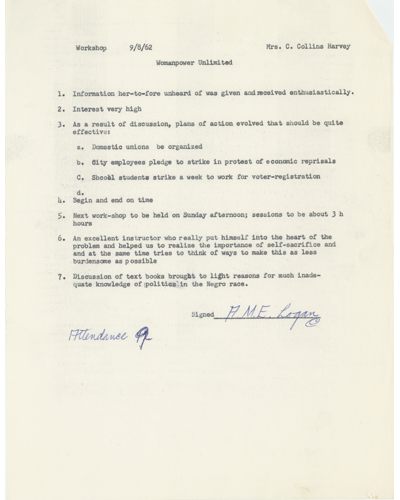 Workshop 9/8/62 Mrs. C. Collins Harvey
Womanpower Unlimited
1. Information her-to-fore unheard of was given and received enthusiastically.
2. Interest very high
3. As a result of discussion, plans of action evolved that should be quite
effective:
a. Domestic unions be organized
b. City employees pledge to strike in protest of economic reprisals
C. Shcool students strike a week to work for voter-registration
d.
4. Begin and end on time
5. Next work-shop to be held on Sunday afternoon; sessions to be about 3 h
hours
6. An excellent instructor who really put himself into the heart of the
problem and helped us to realize the importance of self-sacrifice and
and at the same time tries to think of ways to make this as less
burdensome as possible
7. Discussion of text books brought to light reasons for much inade-
quate knowledge of politics in the Negro race.
Signed A.M.E. Logan
Attendance